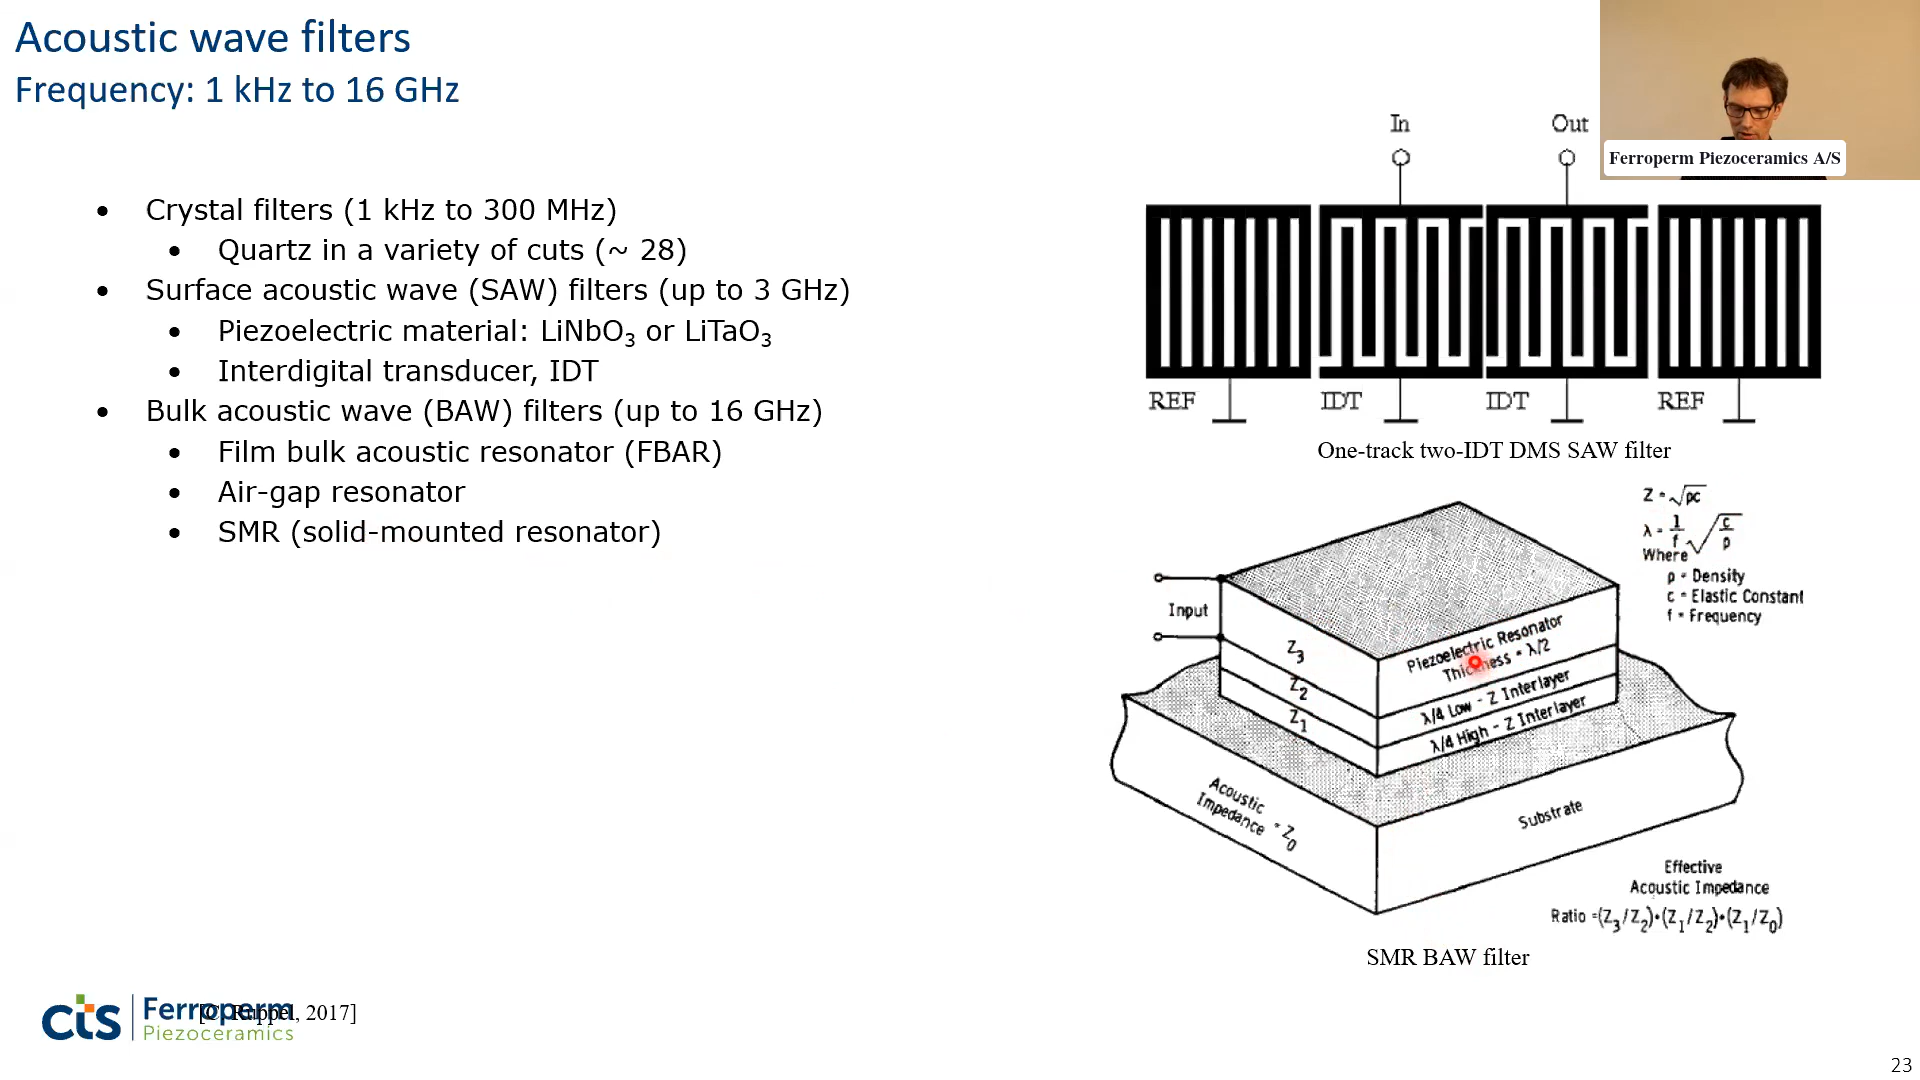 Acoustic wave filters
Frequency: 1 kHz to 16 GHz
Ferroperm Piezoceramics A/S
• Crystal filters (1 kHz to 300 MHz)
• Quartz in a variety of cuts (~ 28)
• Surface acoustic wave (SAW) filters (up to 3 GHz)
• Piezoelectric material: LiNbO₃ or LiTaO₃
• Interdigital transducer, IDT
• Bulk acoustic wave (BAW) filters (up to 16 GHz)
• Film bulk acoustic resonator (FBAR)
• Air-gap resonator
• SMR (solid-mounted resonator)
In Out
REF IDT IDT REF
One-track two-IDT DMS SAW filter
Z = √ρc
λ = 1/f √c/ρ
Where
ρ = Density
c = Elastic Constant
f = Frequency
Input
Z₃
Z₂
Z₁
Piezoelectric Resonator
Thickness = λ/2
λ/4 Low - Z Interlayer
λ/4 High - Z Interlayer
Acoustic
Impedance = Z₀
Substrate
Effective
Acoustic Impedance
Ratio =(Z₃/Z₂)•(Z₁/Z₂)•(Z₁/Z₀)
SMR BAW filter
cts Ferroperm
Piezoceramics
[C. Ruppel, 2017]
23